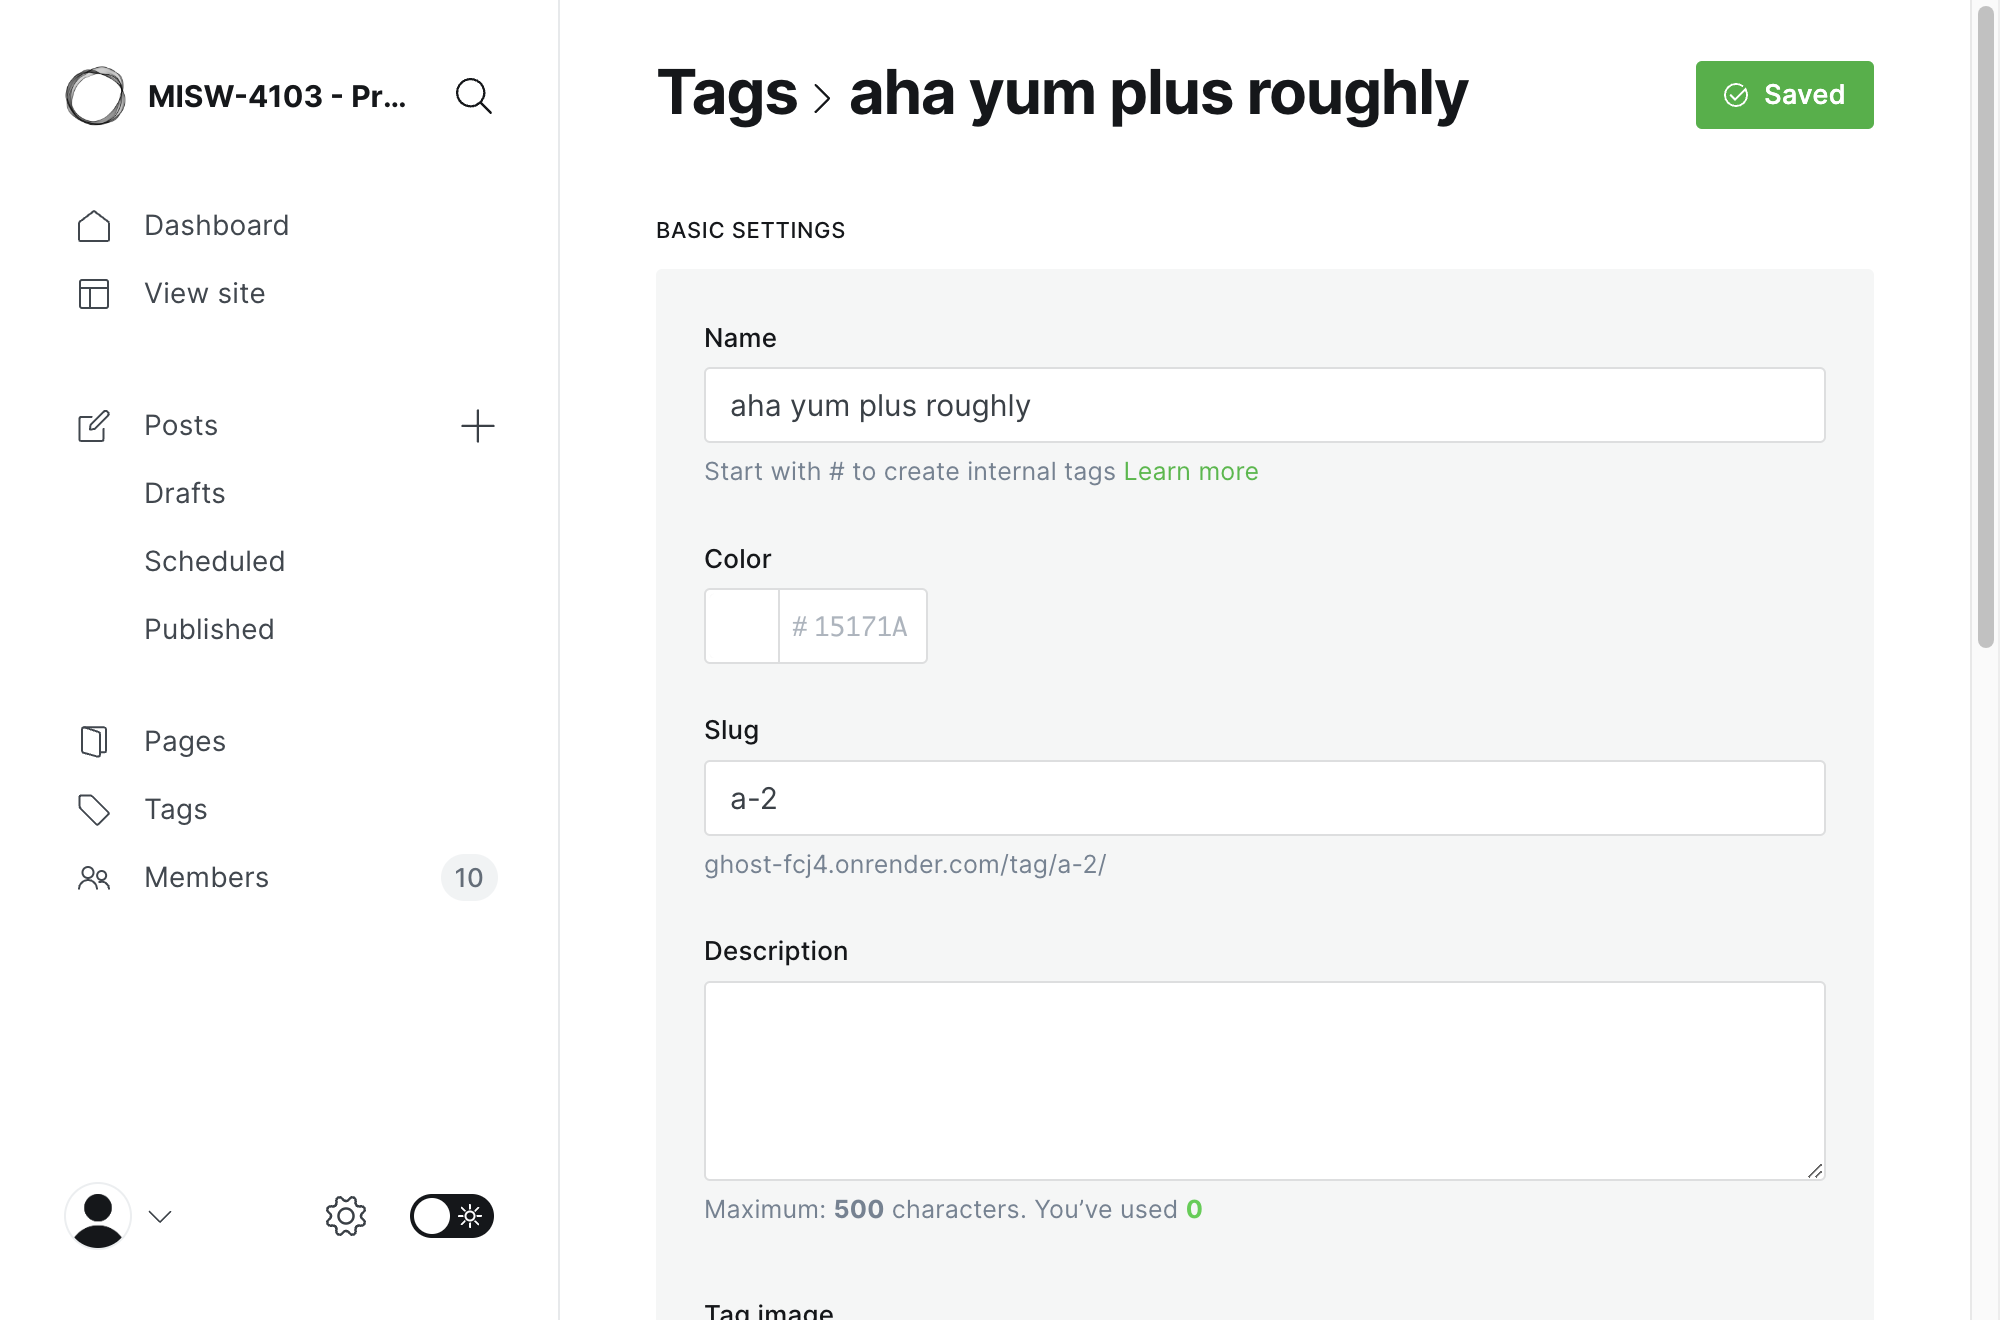 MISW-4103 - Pr...
Dashboard
View site
Posts
Drafts
Scheduled
Published
Pages
Tags
Members 10
Tags > aha yum plus roughly
Saved
BASIC SETTINGS
Name
aha yum plus roughly
Start with # to create internal tags Learn more
Color
# 15171A
Slug
a-2
ghost-fcj4.onrender.com/tag/a-2/
Description
Maximum: 500 characters. You’ve used 0
Tag image